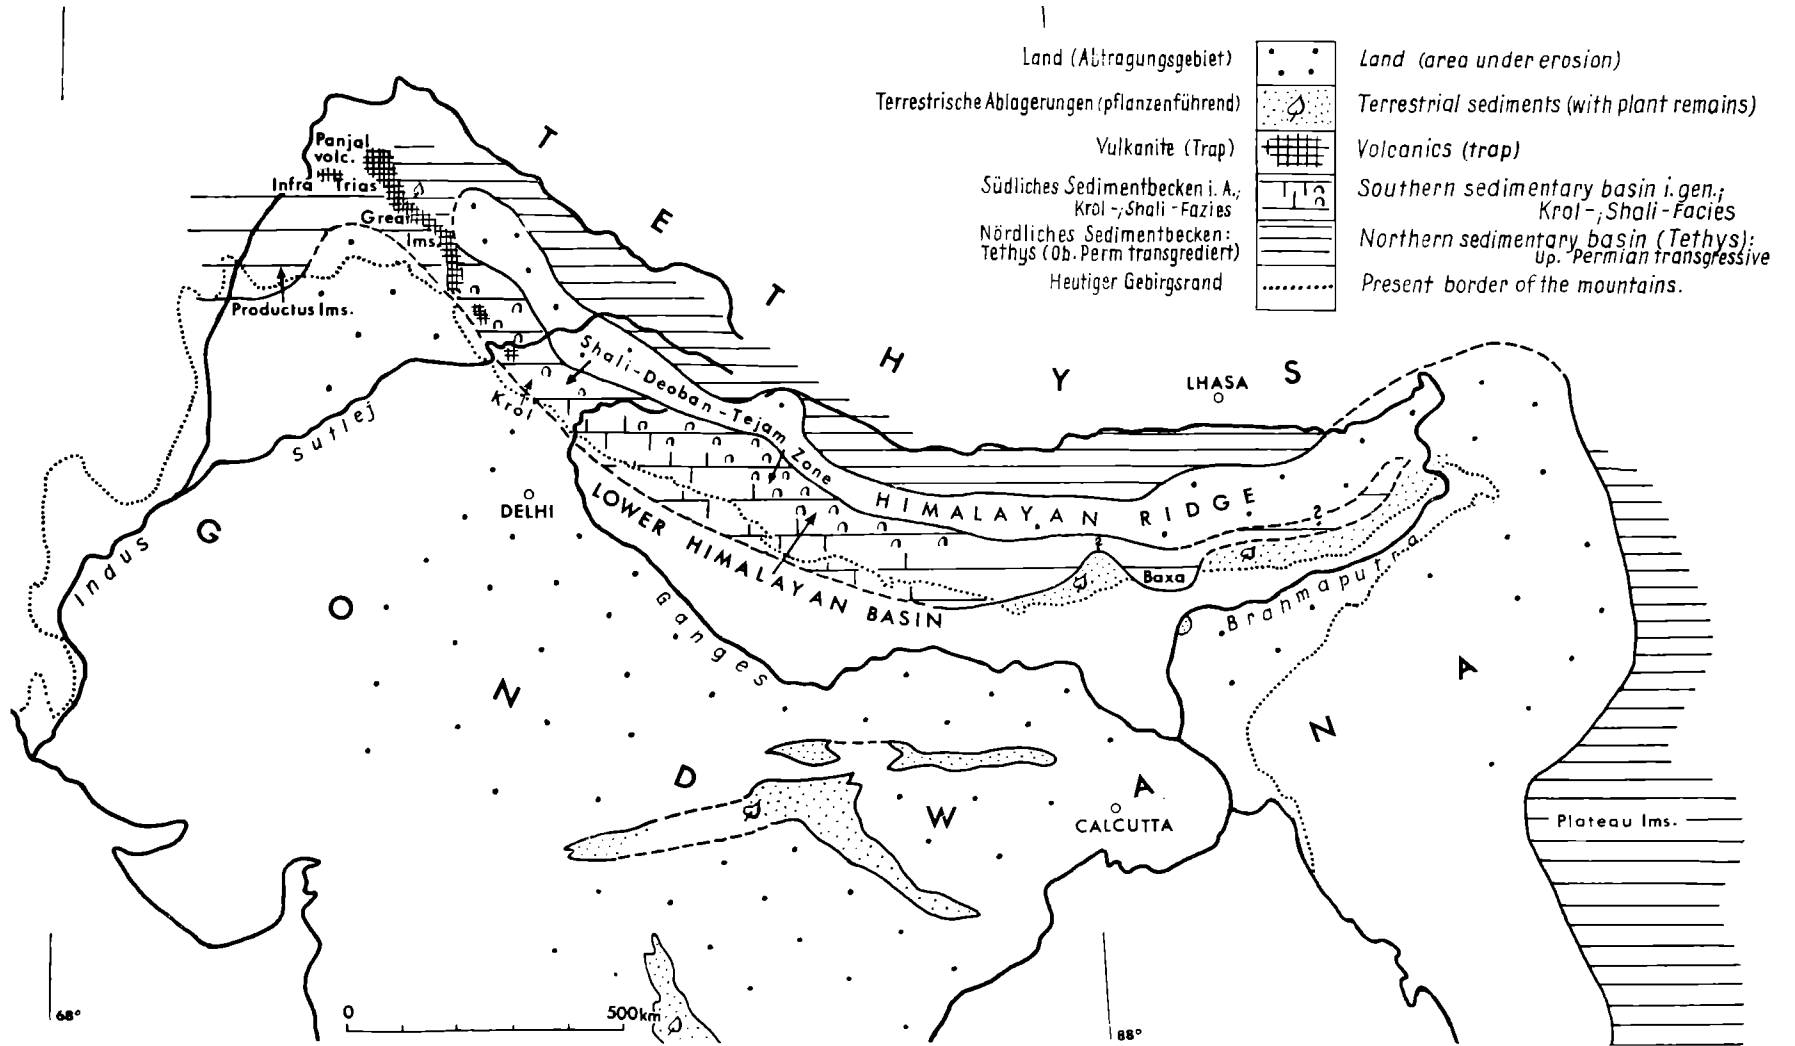 Land (Abtragungsgebiet)
Land (area under erosion)
Terrestrische Ablagerungen (pflanzenführend)
Terrestrial sediments (with plant remains)
Vulkanite (Trap)
Volcanics (trap)
Südliches Sedimentbecken i. A.;
Krol-; Shali-Fazies
Southern sedimentary basin i. gen.;
Krol-; Shali-Facies
Nördliches Sedimentbecken:
Tethys (Ob. Perm transgrediert)
Northern sedimentary basin (Tethys):
Up. Permian transgressive
Heutiger Gebirgsrand
Present border of the mountains.
TETHYS
Panjal
volc.
Infra Trias
Great
lms.
Productus lms.
Shali-Deoban-Tejam Zone
Krol
LHASA
Sutlej
DELHI
HIMALAYAN RIDGE
?
?
LOWER HIMALAYAN BASIN
Baxa
Indus
Ganges
Brahmaputra
GONDWANA
CALCUTTA
Plateau lms.
68°
0
500km
88°